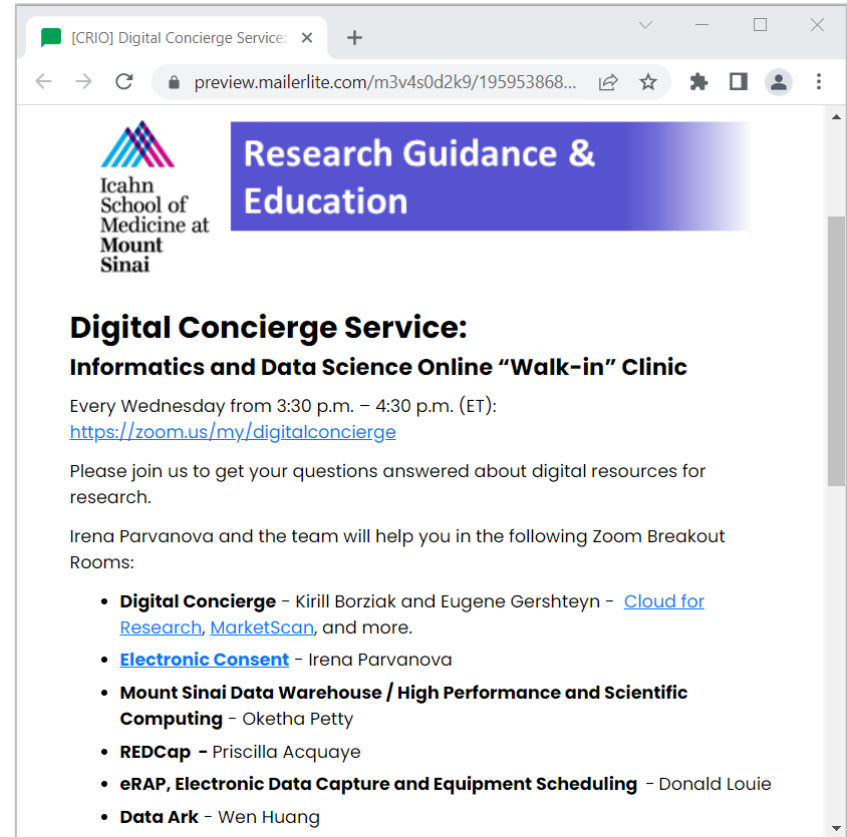 [CRIO] Digital Concierge Service:
preview.mailerlite.com/m3v4s0d2k9/195953868...
Icahn
School of
Medicine at
Mount
Sinai
Research Guidance &
Education
Digital Concierge Service:
Informatics and Data Science Online “Walk-in” Clinic
Every Wednesday from 3:30 p.m. – 4:30 p.m. (ET):
https://zoom.us/my/digitalconcierge
Please join us to get your questions answered about digital resources for
research.
Irena Parvanova and the team will help you in the following Zoom Breakout
Rooms:
• Digital Concierge - Kirill Borziak and Eugene Gershteyn - Cloud for
Research, MarketScan, and more.
• Electronic Consent - Irena Parvanova
• Mount Sinai Data Warehouse / High Performance and Scientific
Computing - Oketha Petty
• REDCap - Priscilla Acquaye
• eRAP, Electronic Data Capture and Equipment Scheduling - Donald Louie
• Data Ark - Wen Huang